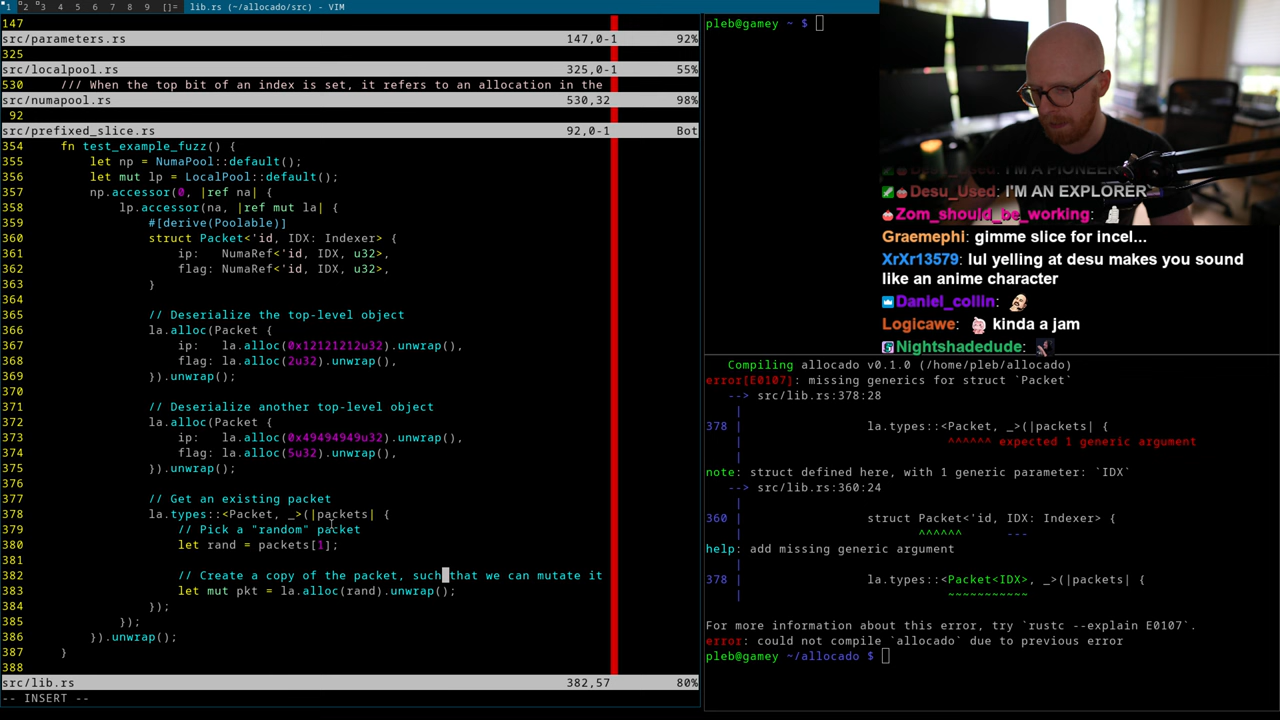 1 2 3 4 5 6 7 8 9 []= lib.rs (~/allocado/src) - VIM
147
src/parameters.rs 147,0-1 92%
325
src/localpool.rs 325,0-1 55%
530 /// When the top bit of an index is set, it refers to an allocation in the
src/numapool.rs 530,32 98%
92
src/prefixed_slice.rs 92,0-1 Bot
354 fn test_example_fuzz() {
355 let np = NumaPool::default();
356 let mut lp = LocalPool::default();
357 np.accessor(0, |ref na| {
358 lp.accessor(na, |ref mut la| {
359 #[derive(Poolable)]
360 struct Packet<'id, IDX: Indexer> {
361 ip: NumaRef<'id, IDX, u32>,
362 flag: NumaRef<'id, IDX, u32>,
363 }
364
365 // Deserialize the top-level object
366 la.alloc(Packet {
367 ip: la.alloc(0x12121212u32).unwrap(),
368 flag: la.alloc(2u32).unwrap(),
369 }).unwrap();
370
371 // Deserialize another top-level object
372 la.alloc(Packet {
373 ip: la.alloc(0x49494949u32).unwrap(),
374 flag: la.alloc(5u32).unwrap(),
375 }).unwrap();
376
377 // Get an existing packet
378 la.types::<Packet, _>(|packets| {
379 // Pick a "random" packet
380 let rand = packets[1];
381
382 // Create a copy of the packet, such that we can mutate it
383 let mut pkt = la.alloc(rand).unwrap();
384 });
385 });
386 }).unwrap();
387 }
388
src/lib.rs 382,57 80%
-- INSERT --
pleb@gamey ~ $
Desu_Used: I'M A PIONEER
Desu_Used: I'M AN EXPLORER
Zom_should_be_working:
Graemephi: gimme slice for incel...
XrXr13579: lul yelling at desu makes you sound
like an anime character
Daniel_collin:
Logicawe: kinda a jam
Nightshadedude:
Compiling allocado v0.1.0 (/home/pleb/allocado)
error[E0107]: missing generics for struct `Packet`
--> src/lib.rs:378:28
|
378 | la.types::<Packet, _>(|packets| {
| ^^^^^^ expected 1 generic argument
|
note: struct defined here, with 1 generic parameter: `IDX`
--> src/lib.rs:360:24
|
360 | struct Packet<'id, IDX: Indexer> {
| ^^^^^^ ---
help: add missing generic argument
|
378 | la.types::<Packet<IDX>, _>(|packets| {
| ~~~~~~~~~~~
For more information about this error, try `rustc --explain E0107`.
error: could not compile `allocado` due to previous error
pleb@gamey ~/allocado $